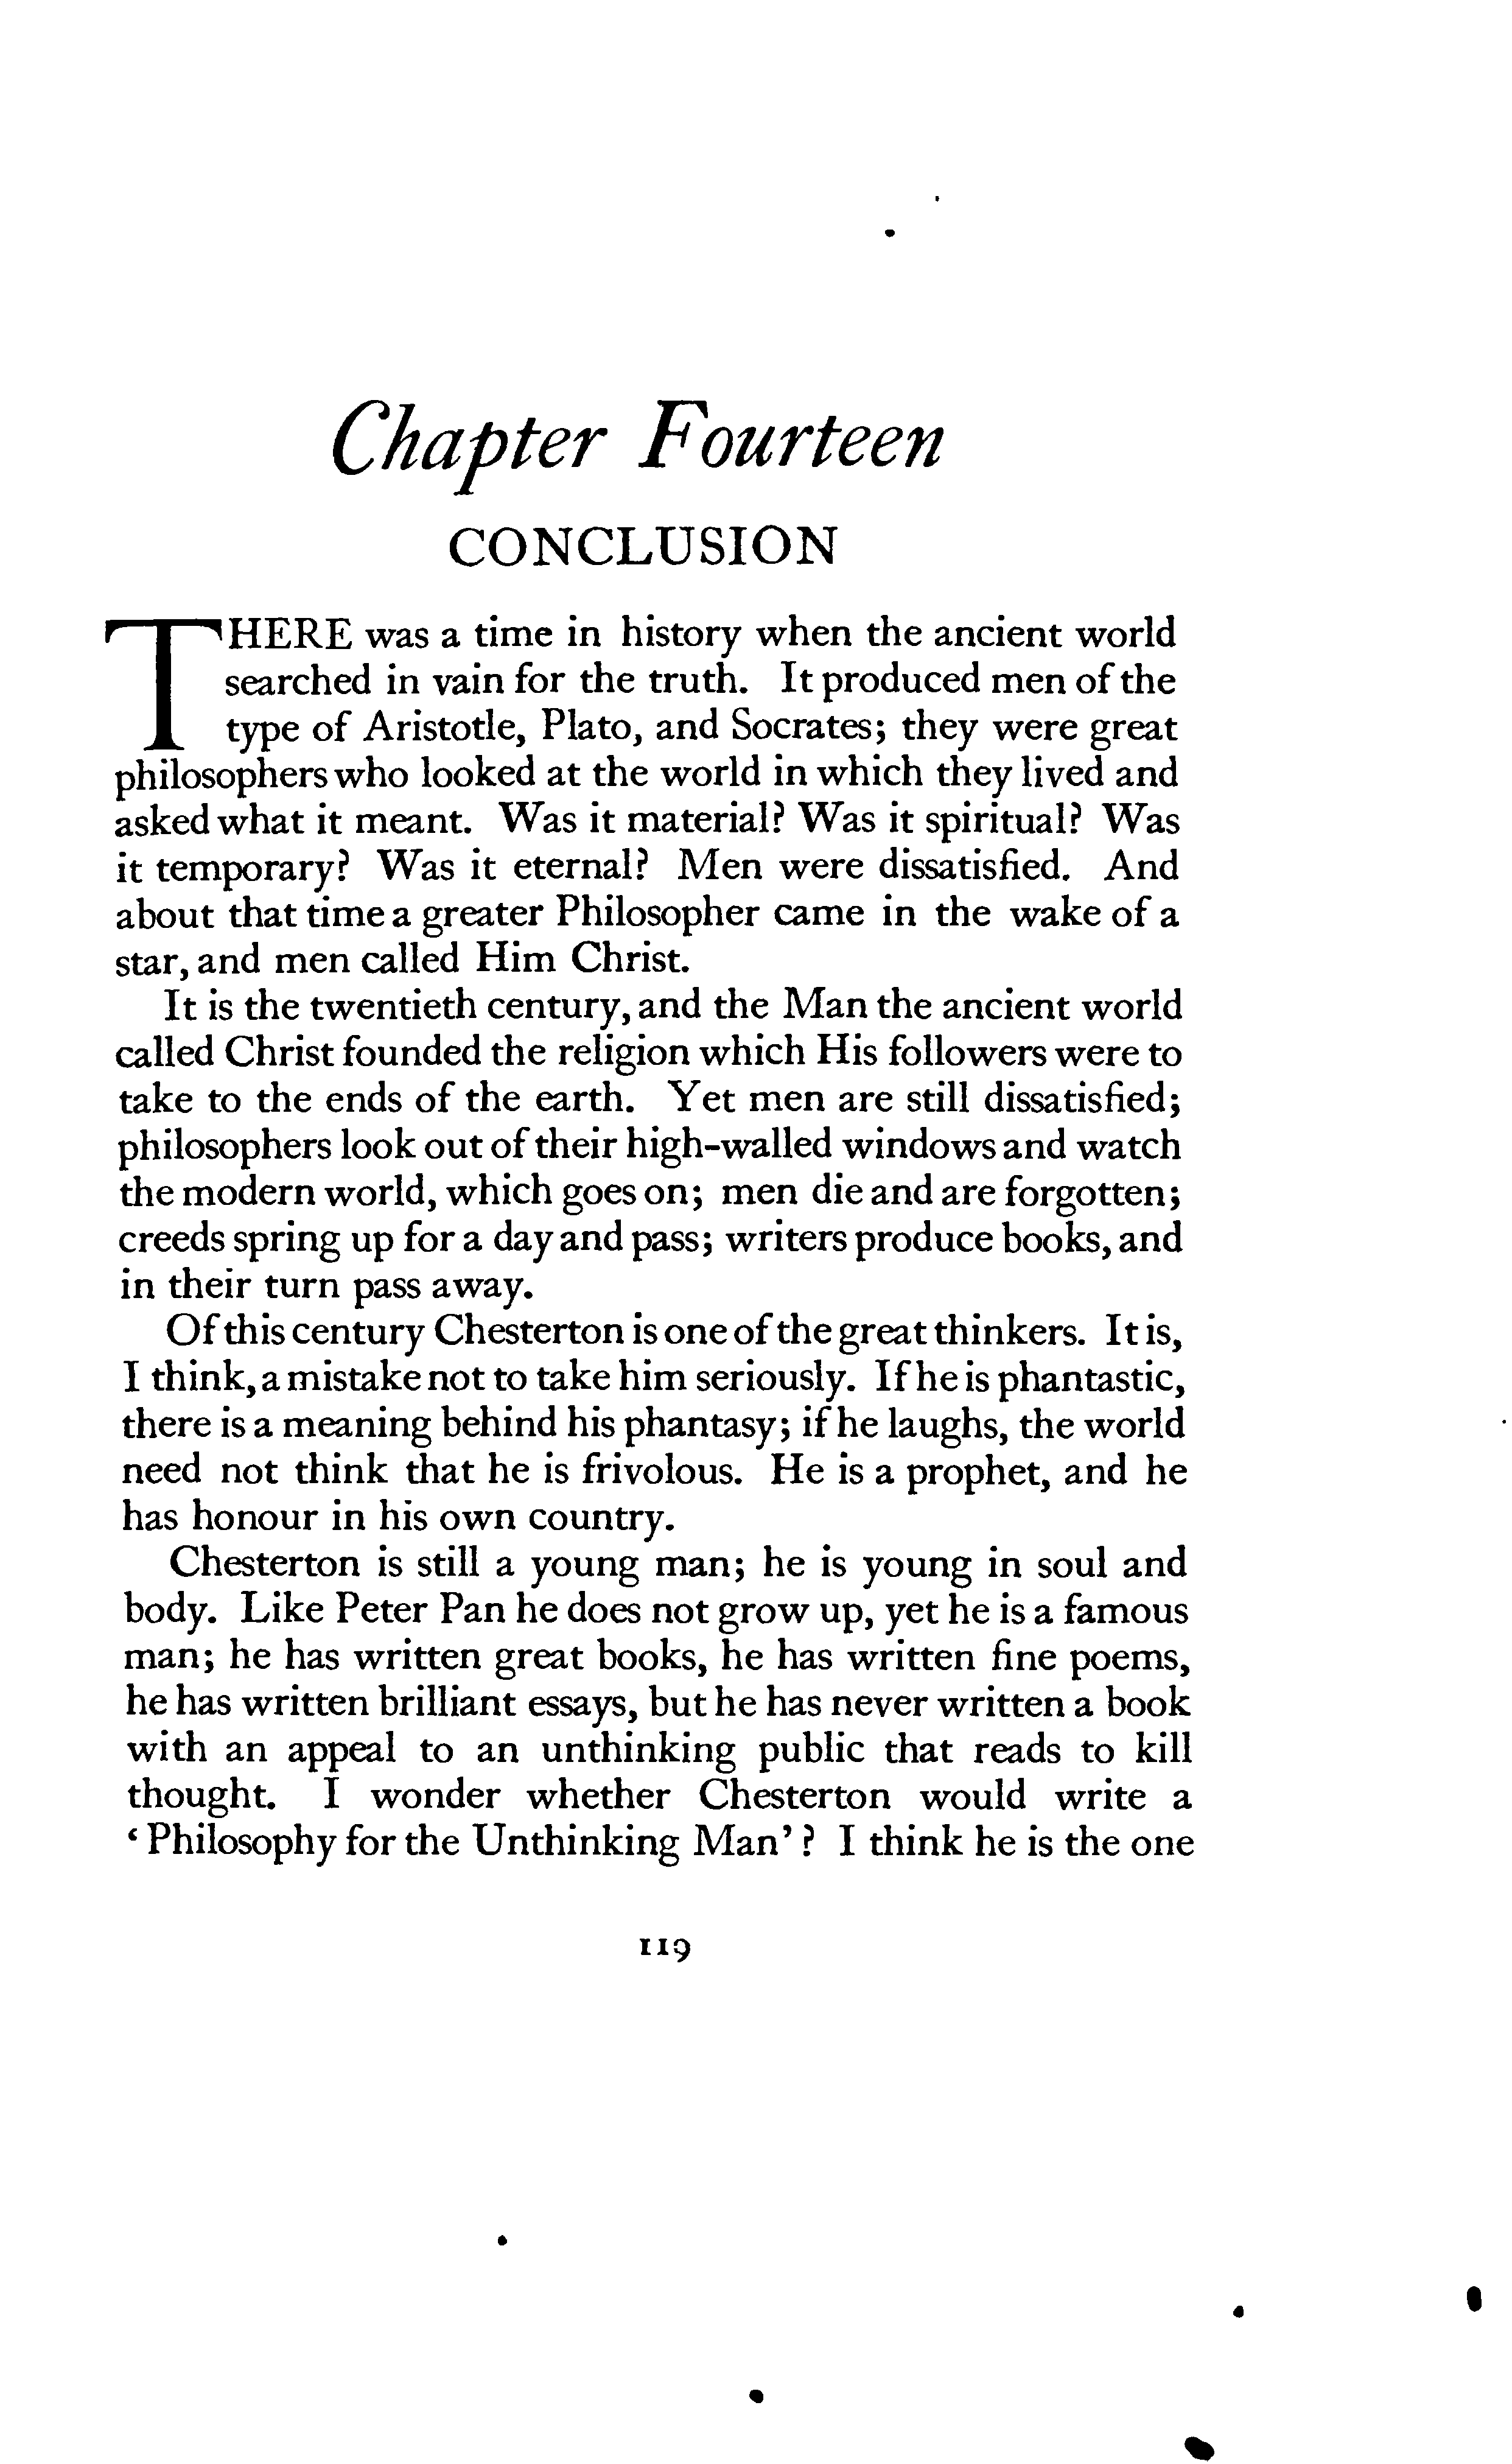 Chapter Fourteen
CONCLUSION
THERE was a time in history when the ancient world
searched in vain for the truth. It produced men of the
type of Aristotle, Plato, and Socrates; they were great
philosophers who looked at the world in which they lived and
asked what it meant. Was it material? Was it spiritual? Was
it temporary? Was it eternal? Men were dissatisfied. And
about that time a greater Philosopher came in the wake of a
star, and men called Him Christ.
It is the twentieth century, and the Man the ancient world
called Christ founded the religion which His followers were to
take to the ends of the earth. Yet men are still dissatisfied;
philosophers look out of their high-walled windows and watch
the modern world, which goes on; men die and are forgotten;
creeds spring up for a day and pass; writers produce books, and
in their turn pass away.
Of this century Chesterton is one of the great thinkers. It is,
I think, a mistake not to take him seriously. If he is phantastic,
there is a meaning behind his phantasy; if he laughs, the world
need not think that he is frivolous. He is a prophet, and he
has honour in his own country.
Chesterton is still a young man; he is young in soul and
body. Like Peter Pan he does not grow up, yet he is a famous
man; he has written great books, he has written fine poems,
he has written brilliant essays, but he has never written a book
with an appeal to an unthinking public that reads to kill
thought. I wonder whether Chesterton would write a
‘Philosophy for the Unthinking Man’? I think he is the one
119